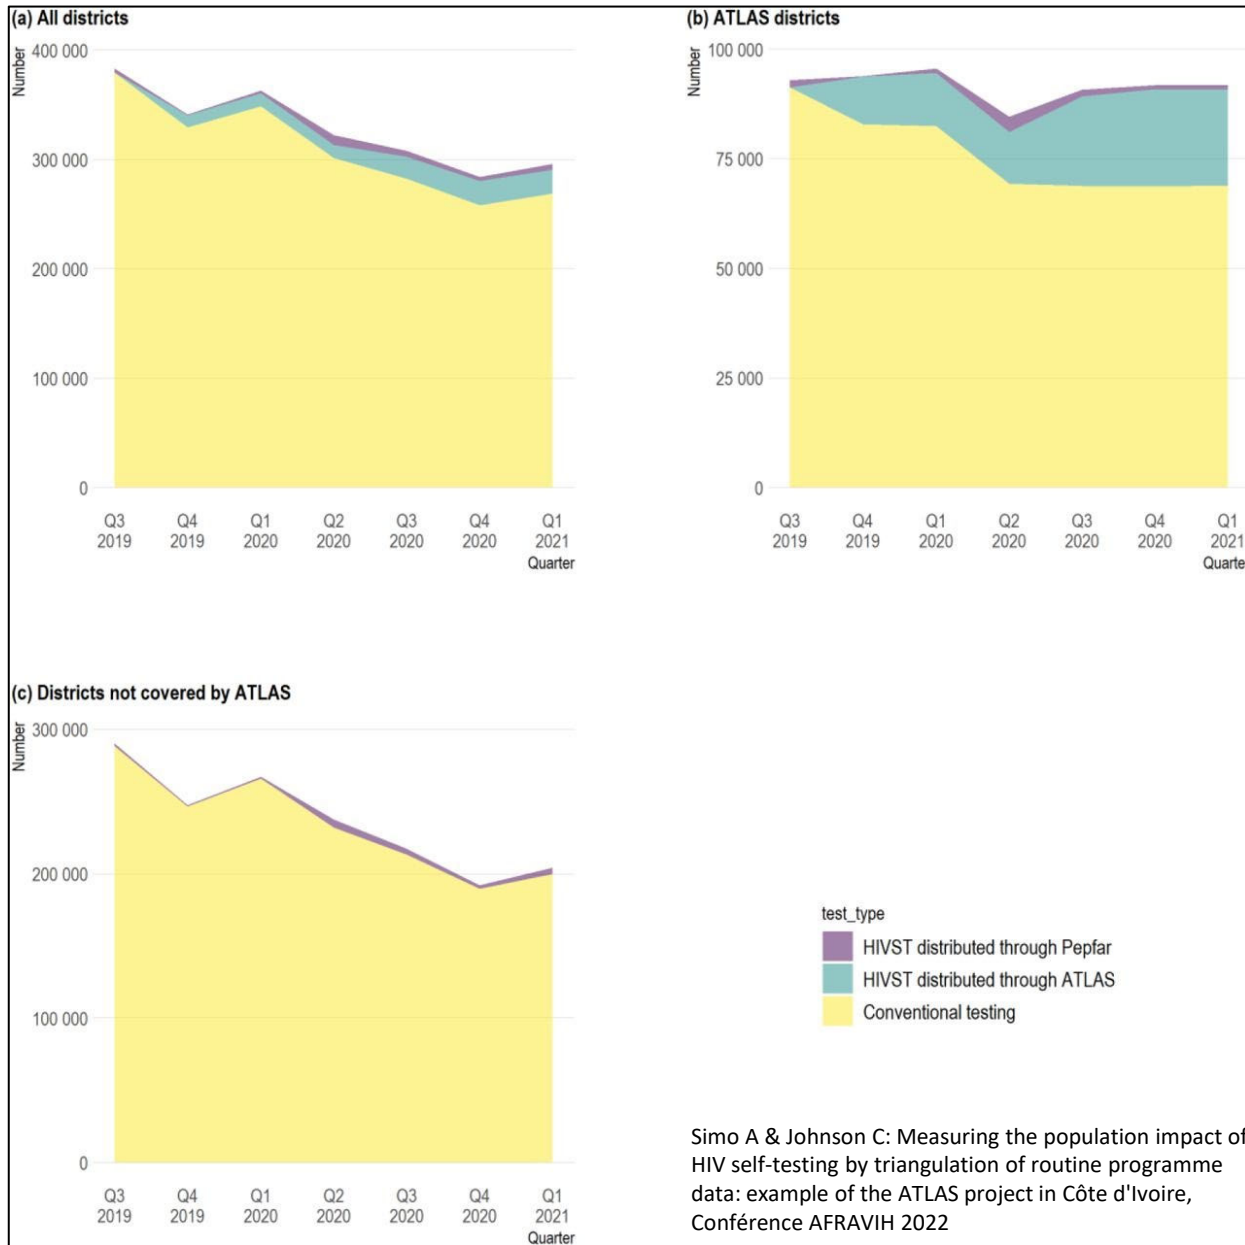 (a) All districts
Number
400 000
300 000
200 000
100 000
0
Q3 Q4 Q1 Q2 Q3 Q4 Q1
2019 2019 2020 2020 2020 2020 2021
Quarter
(b) ATLAS districts
Number
100 000
75 000
50 000
25 000
0
Q3 Q4 Q1 Q2 Q3 Q4 Q1
2019 2019 2020 2020 2020 2020 2021
Quarte
(c) Districts not covered by ATLAS
Number
300 000
200 000
100 000
0
Q3 Q4 Q1 Q2 Q3 Q4 Q1
2019 2019 2020 2020 2020 2020 2021
Quarter
test_type
HIVST distributed through Pepfar
HIVST distributed through ATLAS
Conventional testing
Simo A & Johnson C: Measuring the population impact of
HIV self-testing by triangulation of routine programme
data: example of the ATLAS project in Côte d'Ivoire,
Conférence AFRAVIH 2022